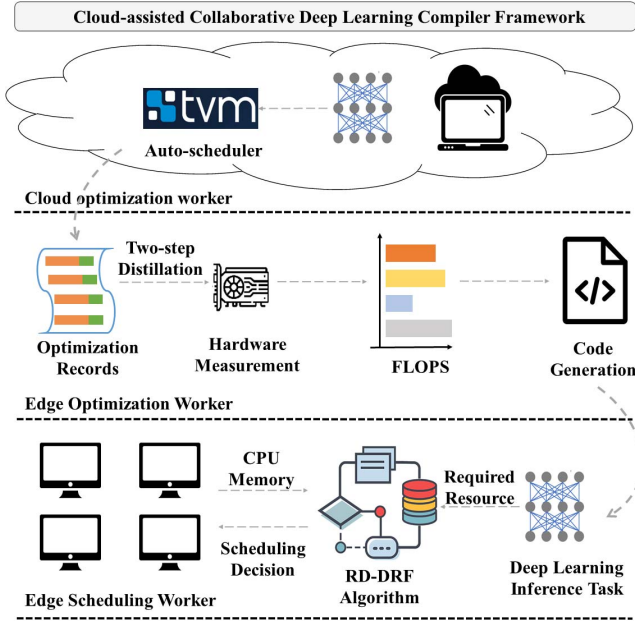 Cloud-assisted Collaborative Deep Learning Compiler Framework
tvm
Auto-scheduler
Cloud optimization worker
Two-step
Distillation
Optimization
Records
Hardware
Measurement
FLOPS
</>
Code
Generation
Edge Optimization Worker
CPU
Memory
Scheduling
Decision
RD-DRF
Algorithm
Required
Resource
Deep Learning
Inference Task
Edge Scheduling Worker